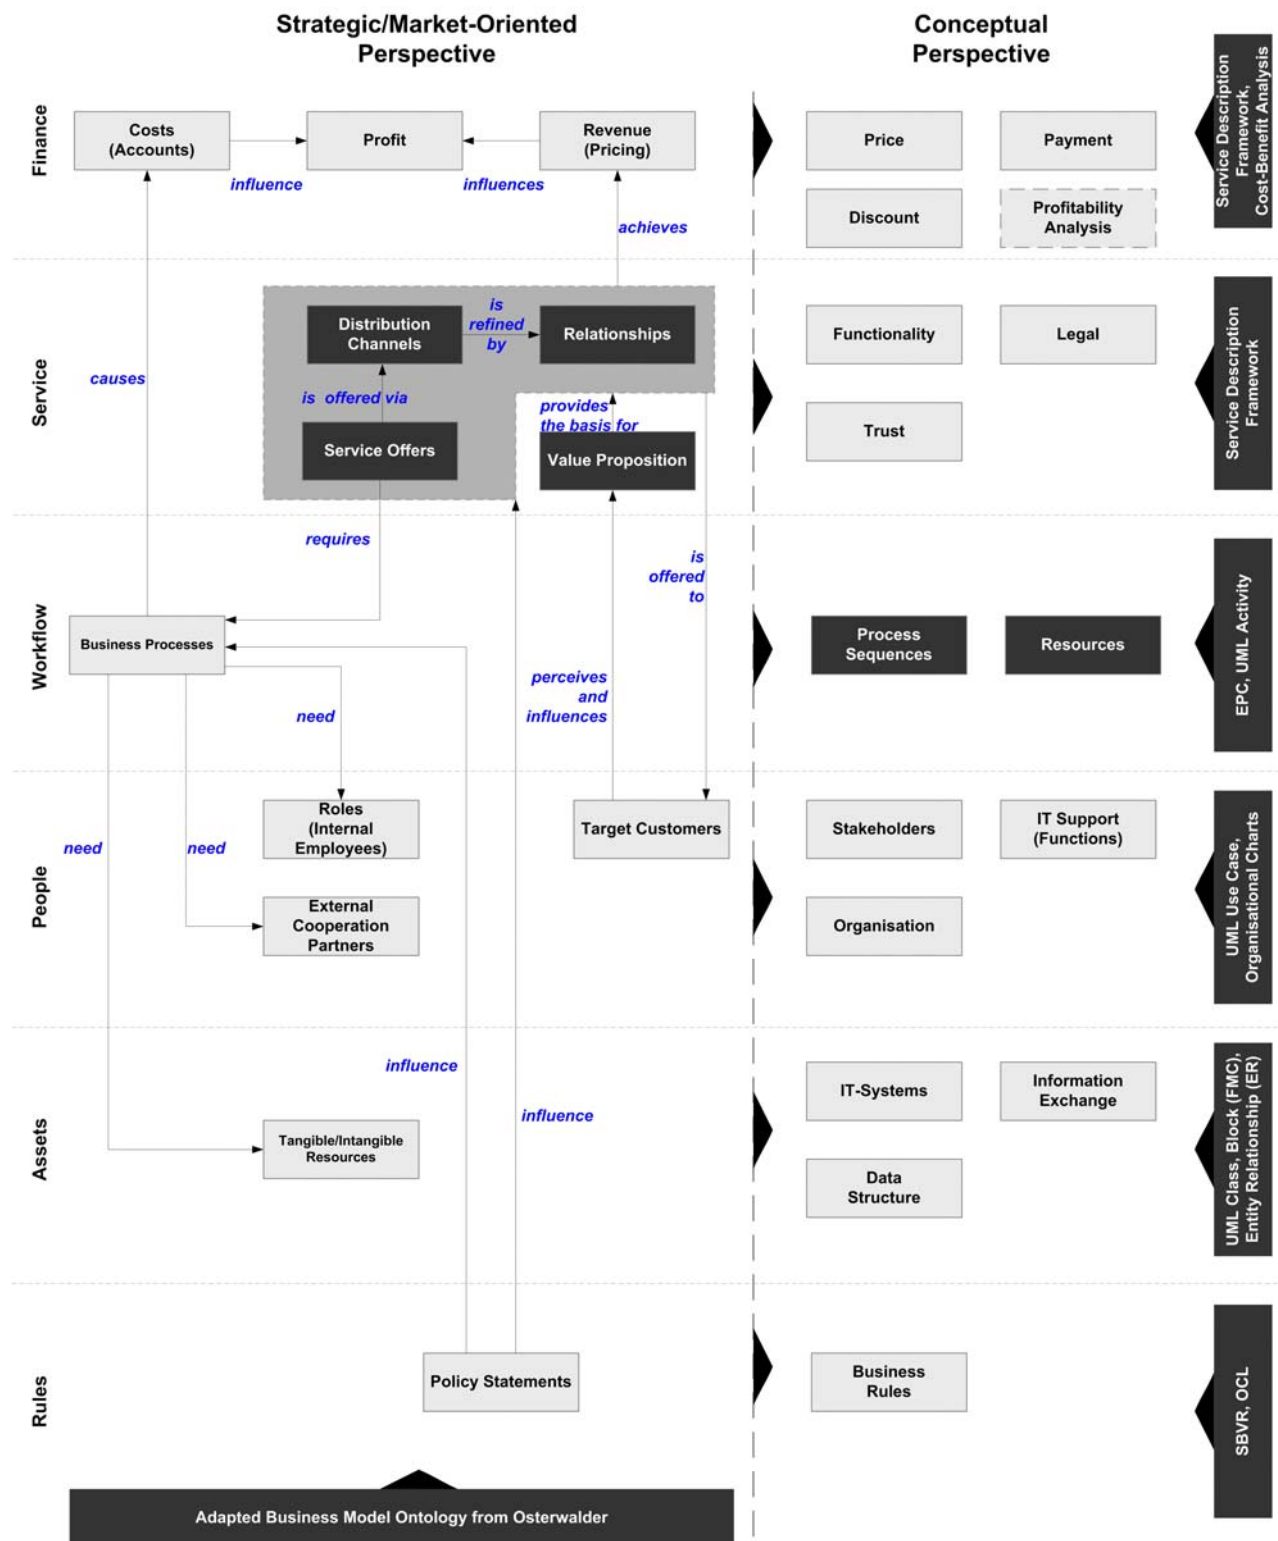 Strategic/Market-Oriented
Perspective
Conceptual
Perspective
Finance
Costs
(Accounts)
Profit
Revenue
(Pricing)
influence
influences
achieves
Price
Payment
Discount
Profitability
Analysis
Service Description
Framework,
Cost-Benefit Analysis
Service
causes
Distribution
Channels
is
refined
by
Relationships
is offered via
Service Offers
provides
the basis for
Value Proposition
Functionality
Legal
Trust
Service Description
Framework
Workflow
requires
is
offered
to
Business Processes
need
perceives
and
influences
Process
Sequences
Resources
EPC, UML Activity
People
need
need
Roles
(Internal
Employees)
Target Customers
External
Cooperation
Partners
Stakeholders
IT Support
(Functions)
Organisation
UML Use Case,
Organisational Charts
Assets
influence
influence
Tangible/Intangible
Resources
IT-Systems
Information
Exchange
Data
Structure
UML Class, Block (FMC),
Entity Relationship (ER)
Rules
Policy Statements
Business
Rules
SBVR, OCL
Adapted Business Model Ontology from Osterwalder